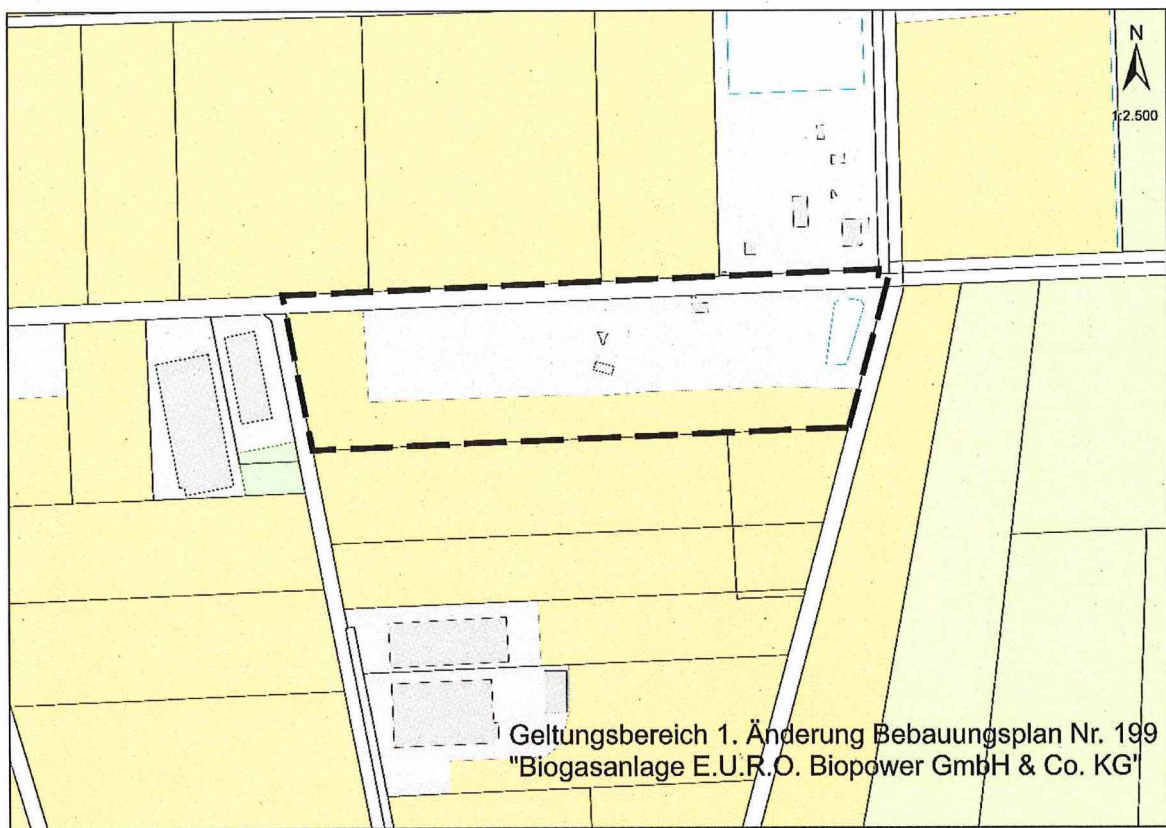 N
1:2.500
Geltungsbereich 1. Änderung Bebauungsplan Nr. 199
"Biogasanlage E.U.R.O. Biopower GmbH & Co. KG"